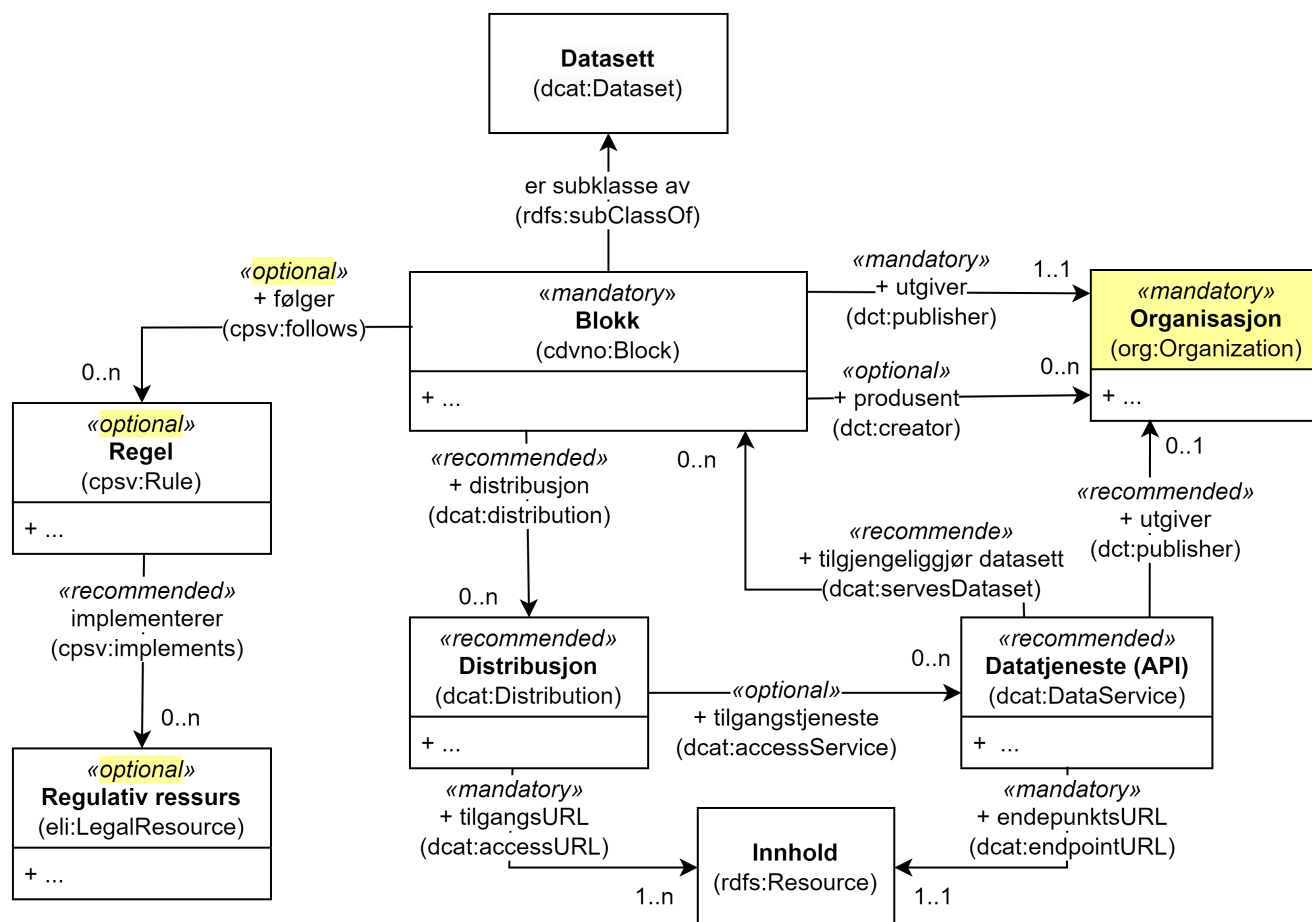 Datasett
(dcat:Dataset)
er subklasse av
(rdfs:subClassOf)
«optional»
+ følger
(cpsv:follows)
0..n
«mandatory»
Blokk
(cdvno:Block)
+ ...
«mandatory»
+ utgiver
(dct:publisher)
1..1
«optional»
+ produsent
(dct:creator)
0..n
«mandatory»
Organisasjon
(org:Organization)
+ ...
«optional»
Regel
(cpsv:Rule)
+ ...
«recommended»
+ distribusjon
(dcat:distribution)
0..n
0..n
«recommende»
+ tilgjengeliggjør datasett
(dcat:servesDataset)
0..1
«recommended»
+ utgiver
(dct:publisher)
«recommended»
implementerer
(cpsv:implements)
0..n
«recommended»
Distribusjon
(dcat:Distribution)
+ ...
«optional»
+ tilgangstjeneste
(dcat:accessService)
0..n
«recommended»
Datatjeneste (API)
(dcat:DataService)
+ ...
«optional»
Regulativ ressurs
(eli:LegalResource)
+ ...
«mandatory»
+ tilgangsURL
(dcat:accessURL)
1..n
Innhold
(rdfs:Resource)
«mandatory»
+ endepunktsURL
(dcat:endpointURL)
1..1